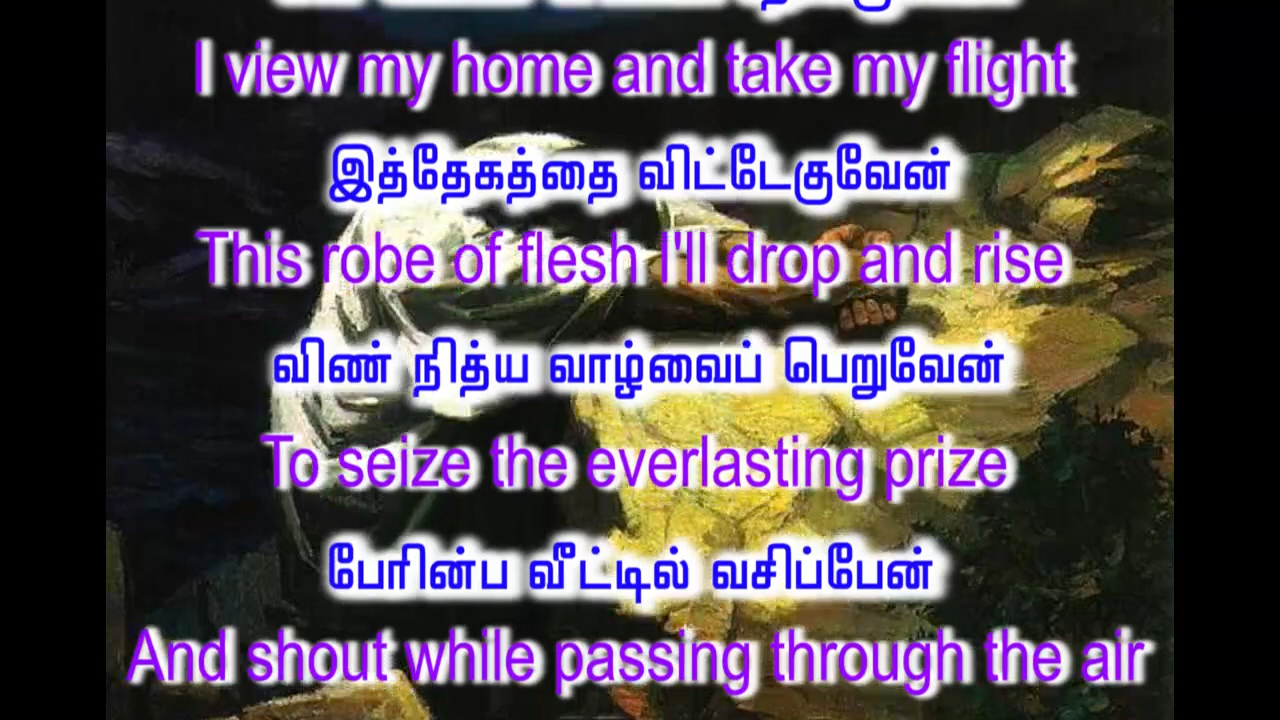 I view my home and take my flight
இத்தேகத்தை விட்டேகுவேன்
This robe of flesh I'll drop and rise
விண் நித்ய வாழ்வைப் பெறுவேன்
To seize the everlasting prize
பேரின்ப வீட்டில் வசிப்பேன்
And shout while passing through the air